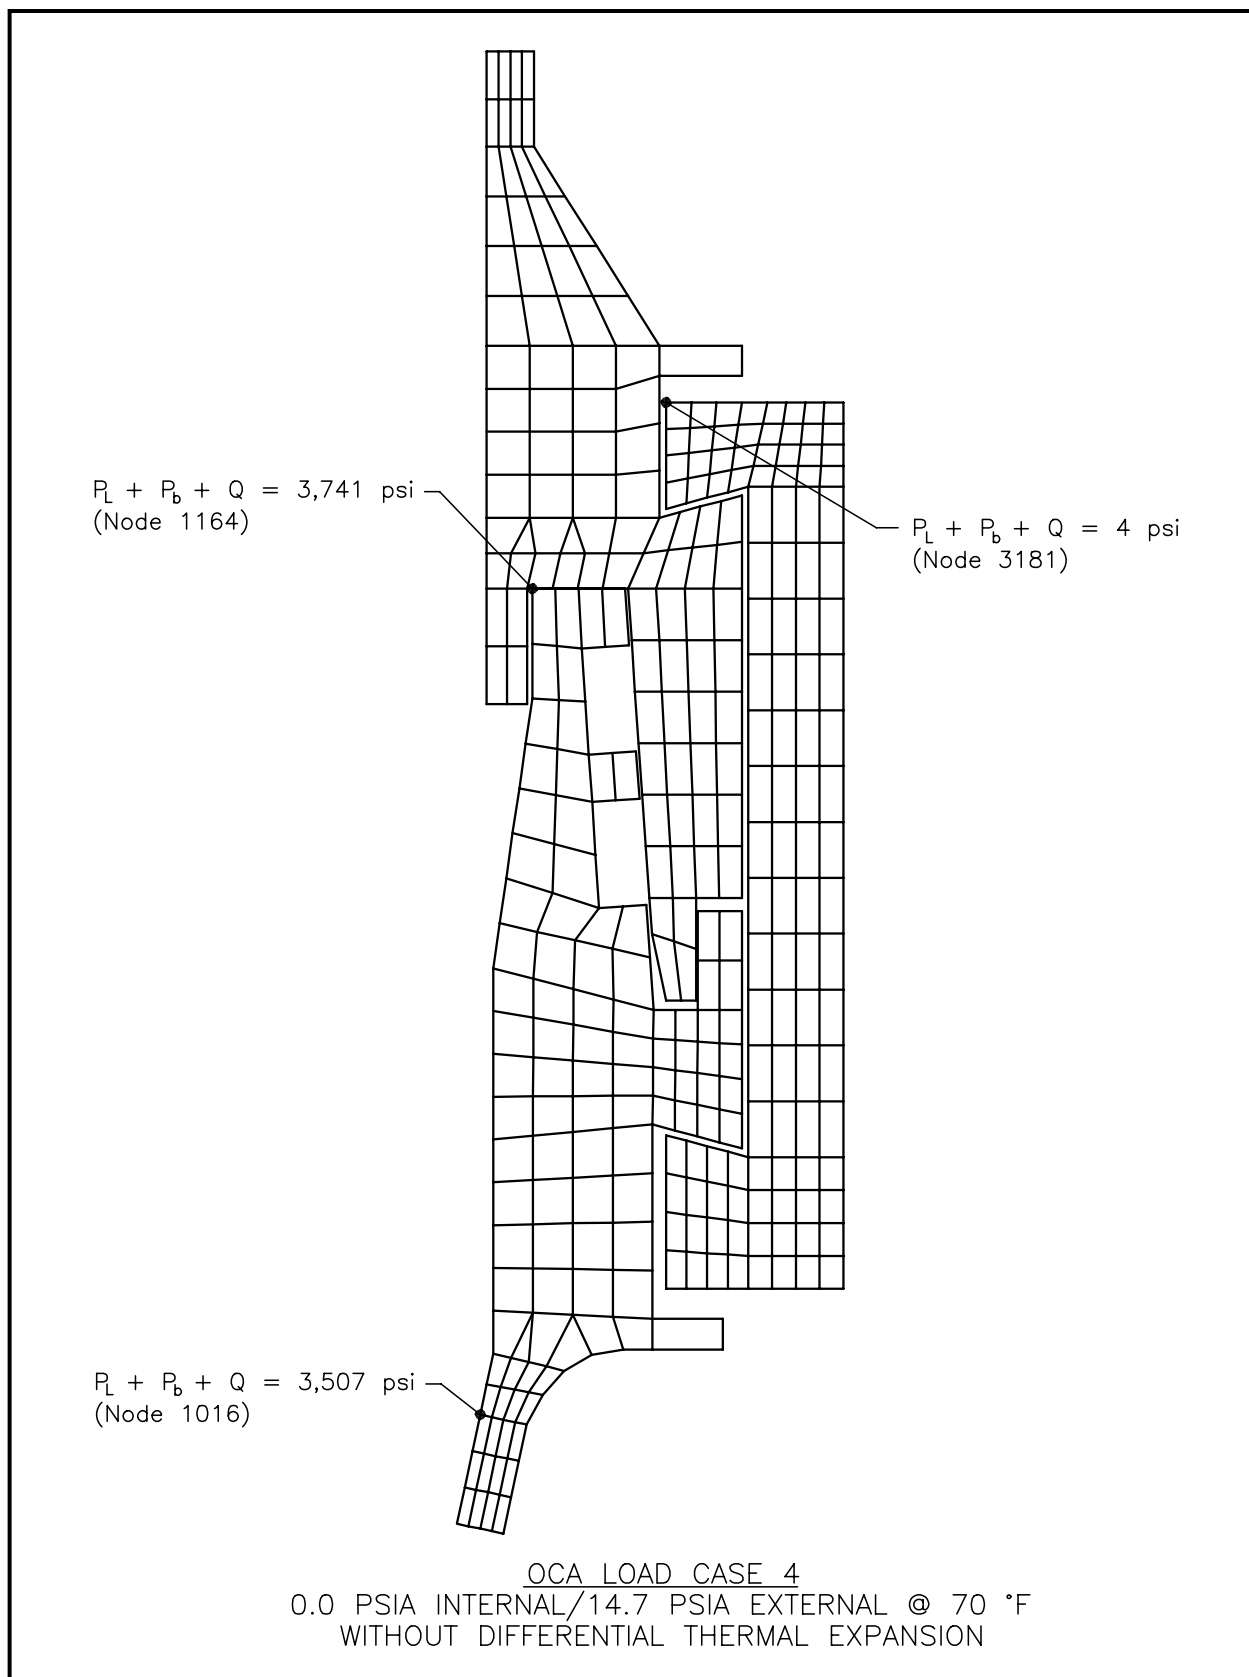 P_L + P_b + Q = 3,741 psi
(Node 1164)
P_L + P_b + Q = 4 psi
(Node 3181)
P_L + P_b + Q = 3,507 psi
(Node 1016)
OCA LOAD CASE 4
0.0 PSIA INTERNAL/14.7 PSIA EXTERNAL @ 70 °F
WITHOUT DIFFERENTIAL THERMAL EXPANSION